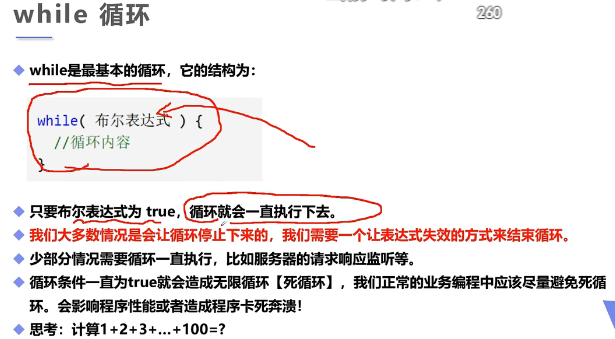 while 循环
260
while是最基本的循环，它的结构为：
while( 布尔表达式 ) {
//循环内容
}
只要布尔表达式为 true，循环就会一直执行下去。
我们大多数情况是会让循环停止下来的，我们需要一个让表达式失效的方式来结束循环。
少部分情况需要循环一直执行，比如服务器的请求响应监听等。
循环条件一直为true就会造成无限循环【死循环】，我们正常的业务编程中应该尽量避免死循
环。会影响程序性能或者造成程序卡死奔溃！
思考：计算1+2+3+…+100=?